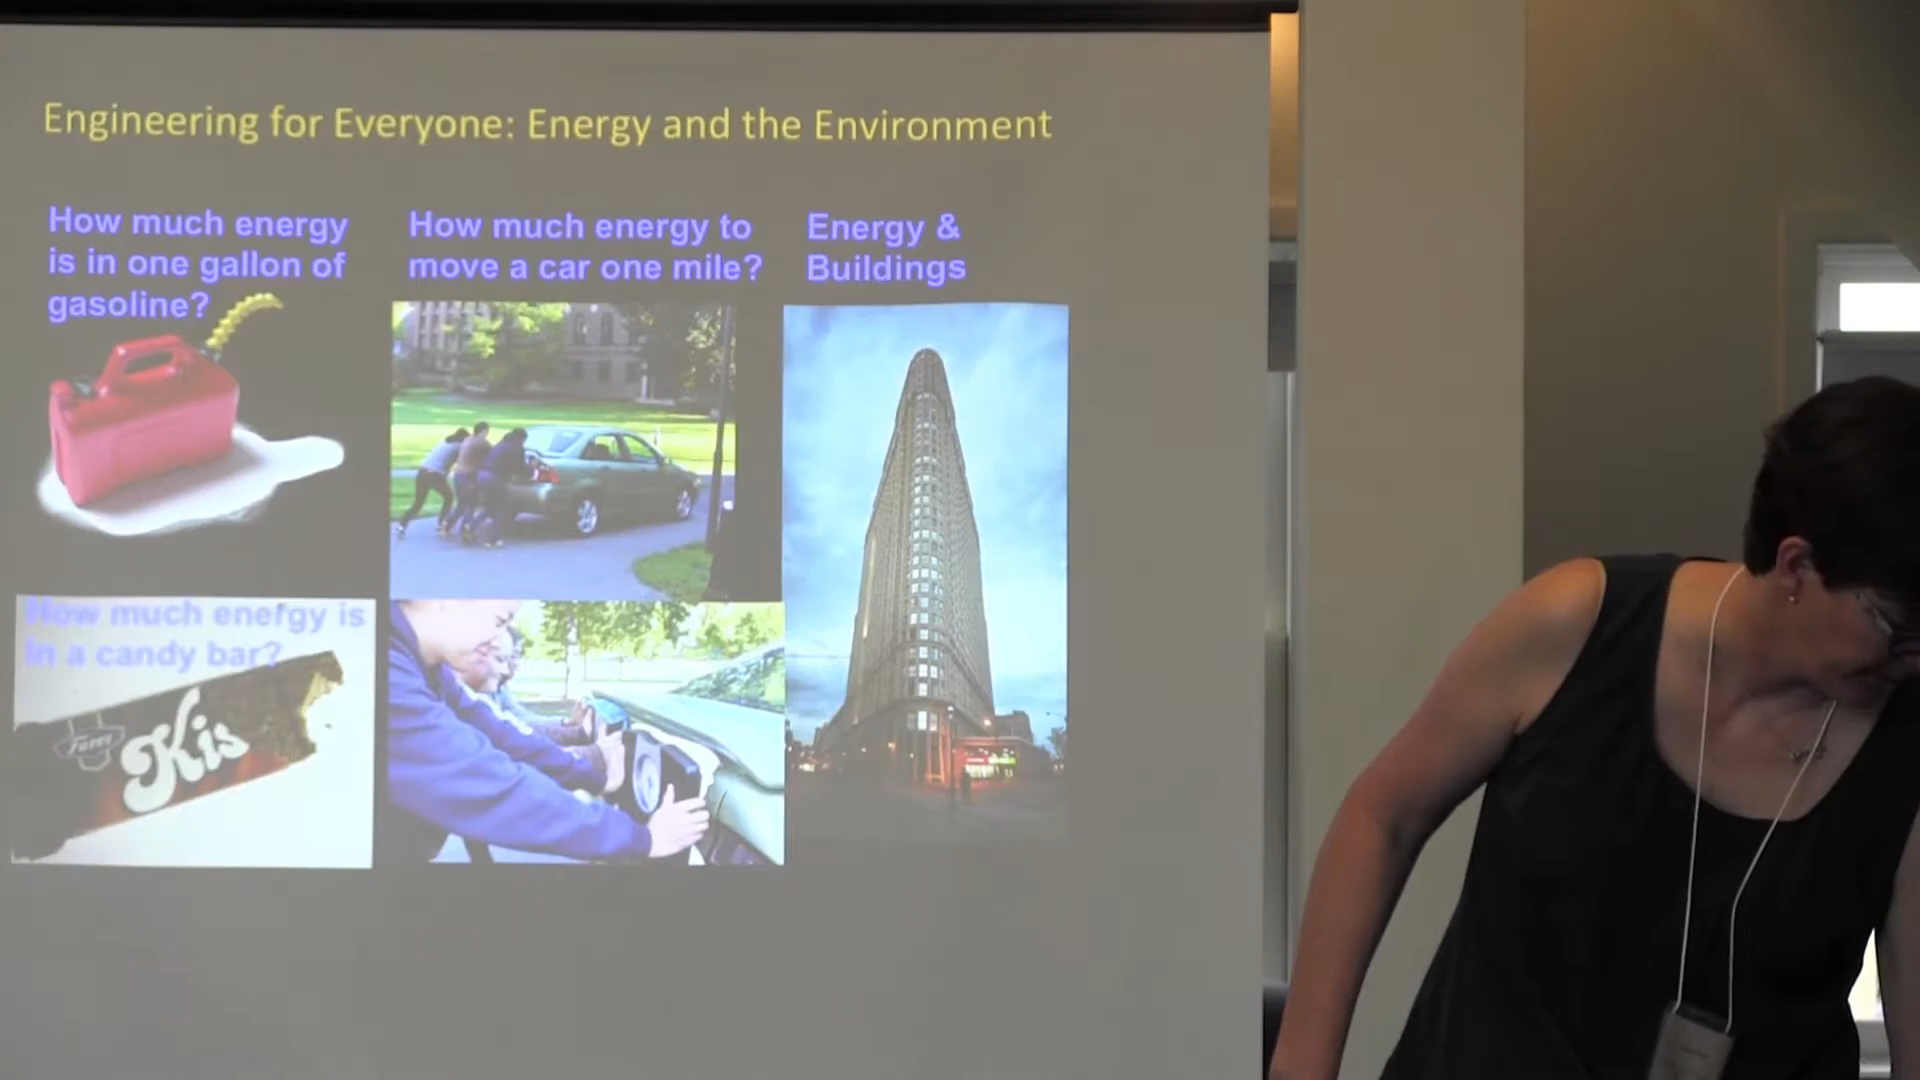 Engineering for Everyone: Energy and the Environment
How much energy
is in one gallon of
gasoline?
How much energy to
move a car one mile?
Energy &
Buildings
How much energy is
in a candy bar?
Kis